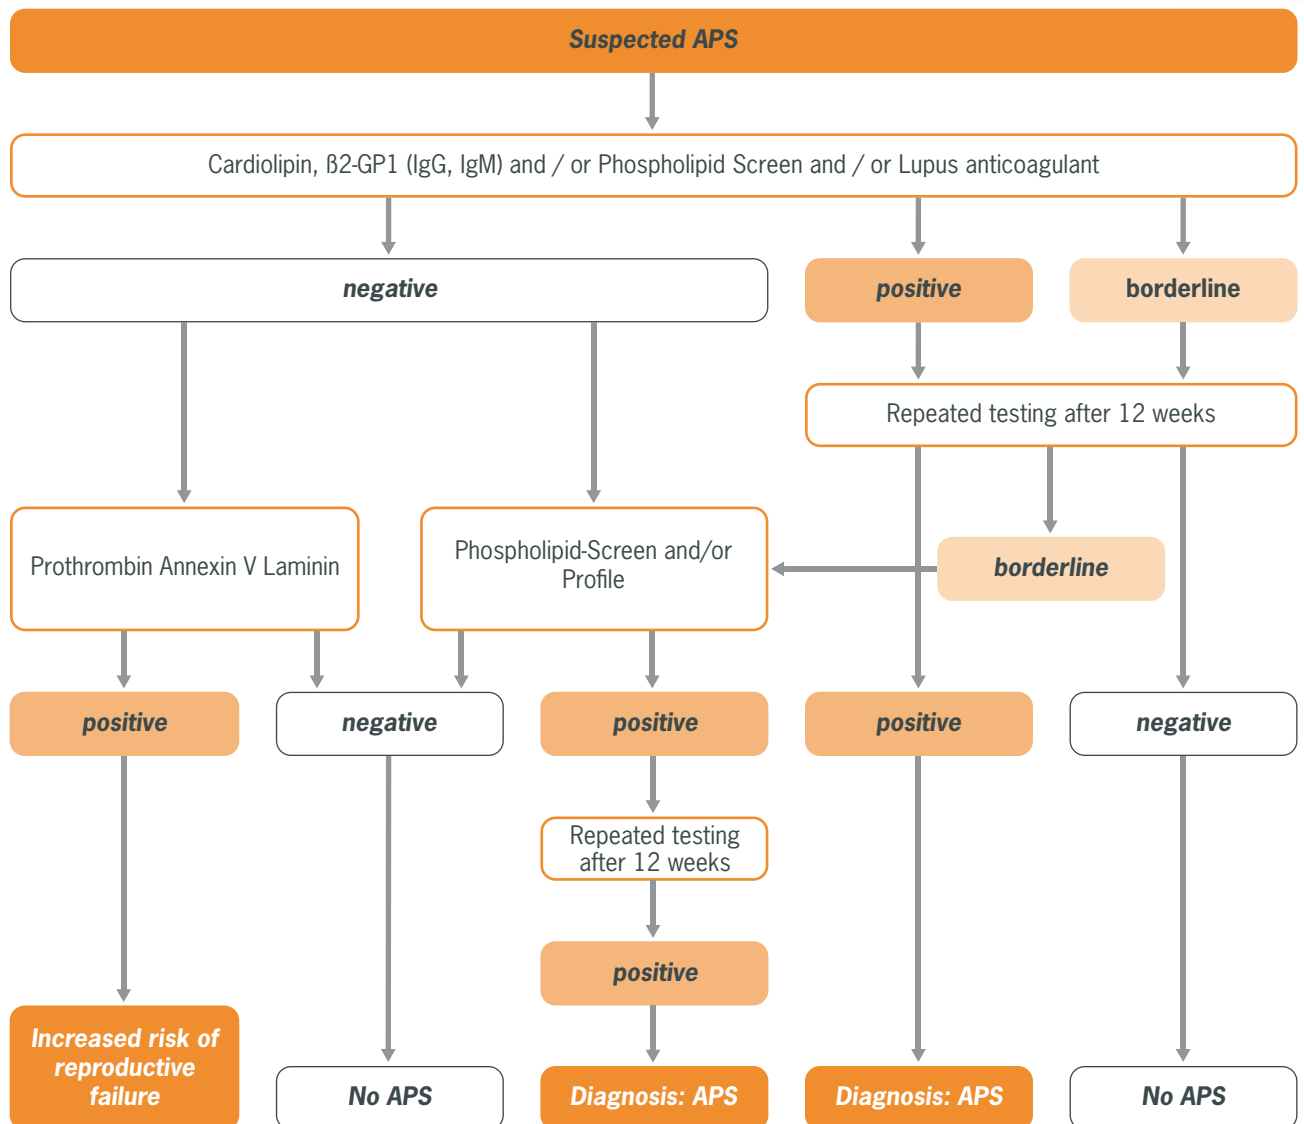 Suspected APS
Cardiolipin, ß2-GP1 (IgG, IgM) and / or Phospholipid Screen and / or Lupus anticoagulant
negative
positive
borderline
Repeated testing after 12 weeks
Prothrombin Annexin V Laminin
Phospholipid-Screen and/or
Profile
borderline
positive
negative
positive
positive
negative
Repeated testing
after 12 weeks
positive
Increased risk of
reproductive
failure
No APS
Diagnosis: APS
Diagnosis: APS
No APS